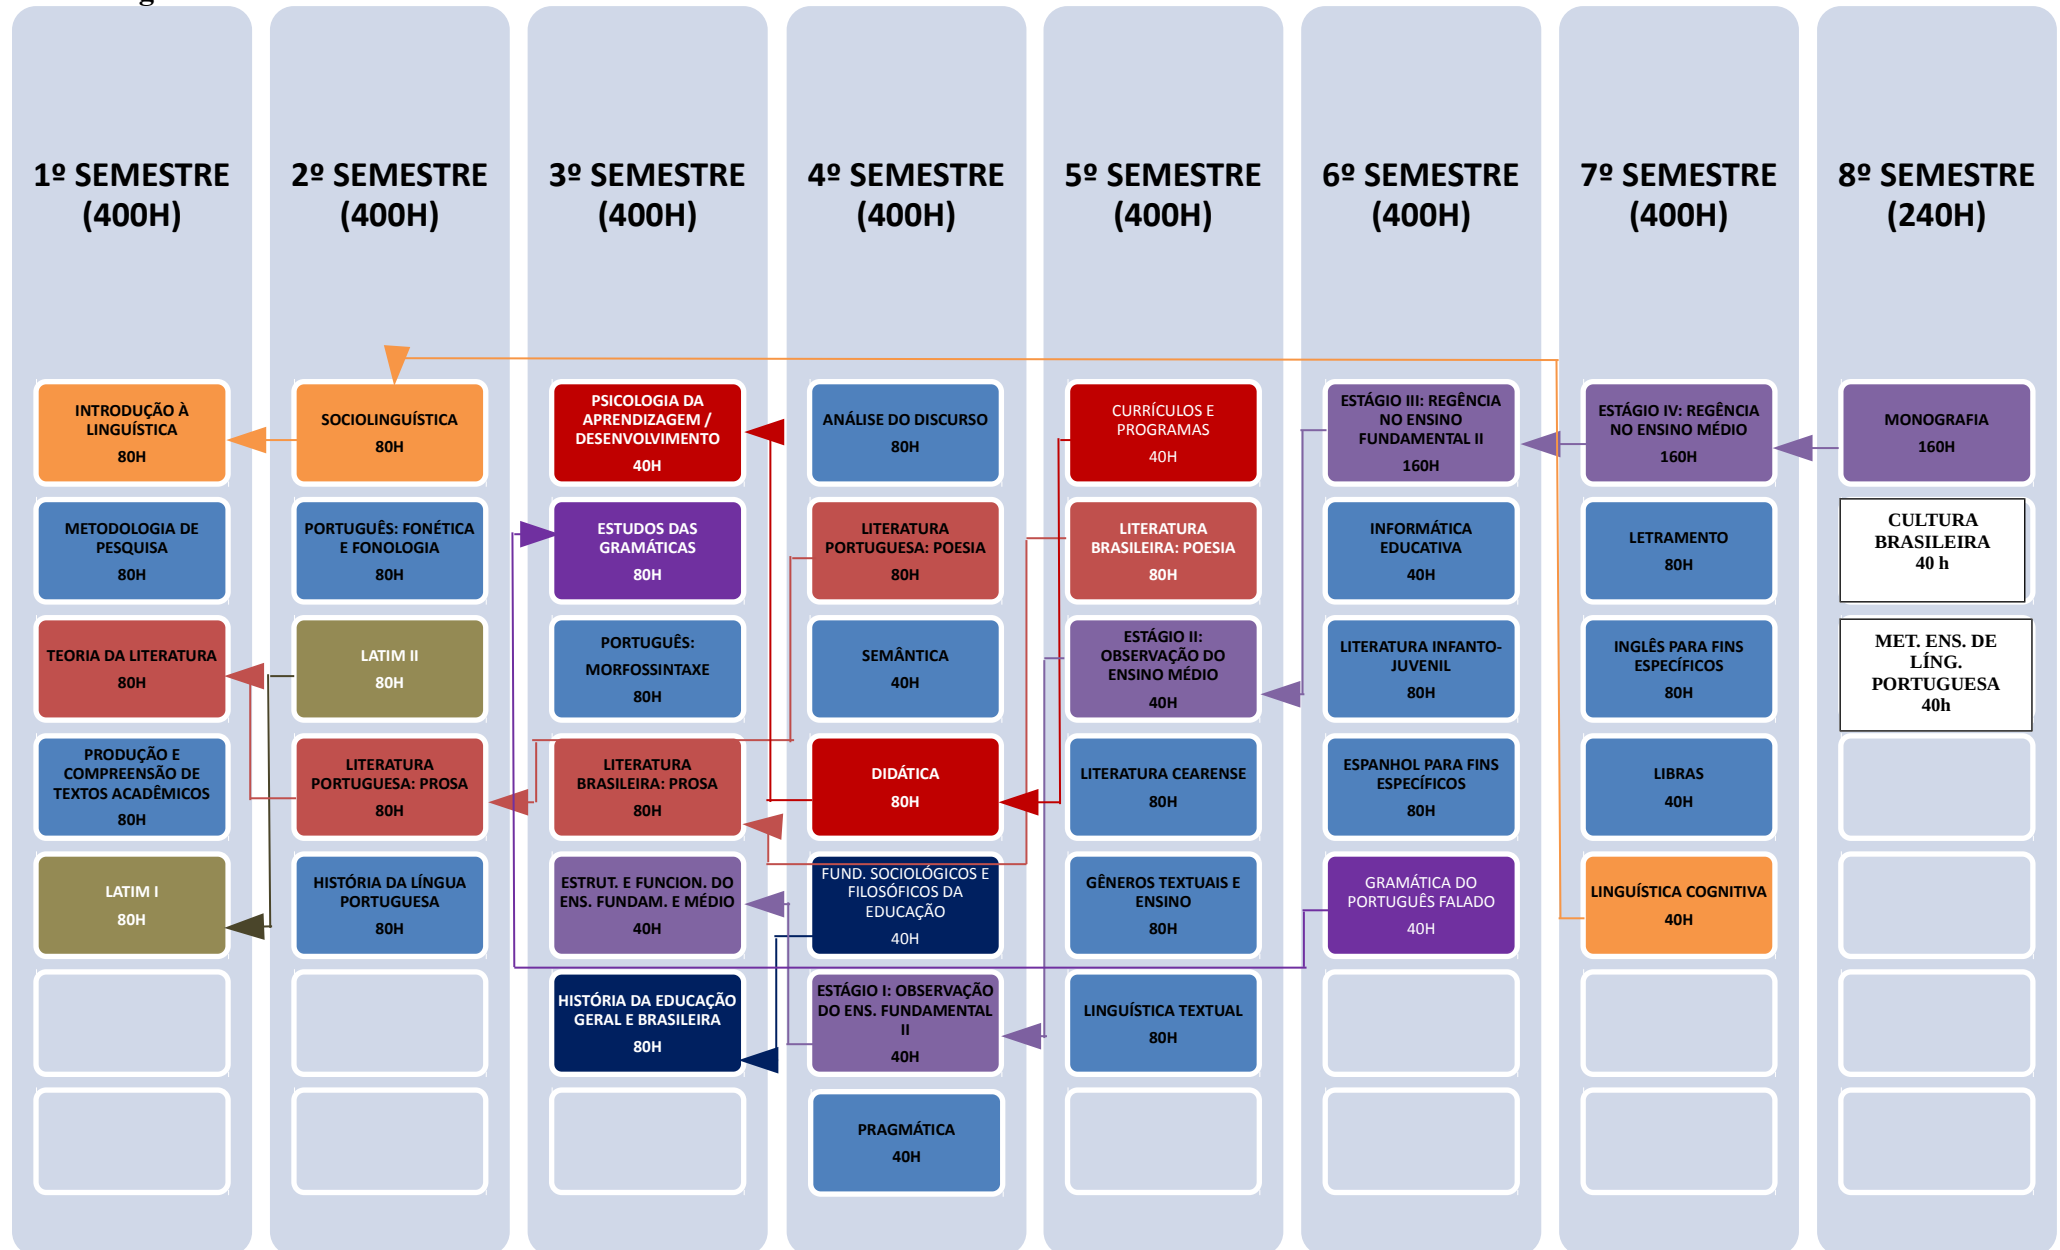 1º SEMESTRE
(400H)
INTRODUÇÃO À
LINGUÍSTICA
80H
METODOLOGIA DE
PESQUISA
80H
TEORIA DA LITERATURA
80H
PRODUÇÃO E
COMPREENSÃO DE
TEXTOS ACADÊMICOS
80H
LATIM I
80H
2º SEMESTRE
(400H)
SOCIOLINGUÍSTICA
80H
PORTUGUÊS: FONÉTICA
E FONOLOGIA
80H
LATIM II
80H
LITERATURA
PORTUGUESA: PROSA
80H
HISTÓRIA DA LÍNGUA
PORTUGUESA
80H
3º SEMESTRE
(400H)
PSICOLOGIA DA
APRENDIZAGEM /
DESENVOLVIMENTO
40H
ESTUDOS DAS
GRAMÁTICAS
80H
PORTUGUÊS:
MORFOSSINTAXE
80H
LITERATURA
BRASILEIRA: PROSA
80H
ESTRUT. E FUNCION. DO
ENS. FUNDAM. E MÉDIO
40H
HISTÓRIA DA EDUCAÇÃO
GERAL E BRASILEIRA
80H
4º SEMESTRE
(400H)
ANÁLISE DO DISCURSO
80H
LITERATURA
PORTUGUESA: POESIA
80H
SEMÂNTICA
40H
DIDÁTICA
80H
FUND. SOCIOLÓGICOS E
FILOSÓFICOS DA
EDUCAÇÃO
40H
ESTÁGIO I: OBSERVAÇÃO
DO ENS. FUNDAMENTAL
II
40H
PRAGMÁTICA
40H
5º SEMESTRE
(400H)
CURRÍCULOS E
PROGRAMAS
40H
LITERATURA
BRASILEIRA: POESIA
80H
ESTÁGIO II:
OBSERVAÇÃO DO
ENSINO MÉDIO
40H
LITERATURA CEARENSE
80H
GÊNEROS TEXTUAIS E
ENSINO
80H
LINGUÍSTICA TEXTUAL
80H
6º SEMESTRE
(400H)
ESTÁGIO III: REGÊNCIA
NO ENSINO
FUNDAMENTAL II
160H
INFORMÁTICA
EDUCATIVA
40H
LITERATURA INFANTO-
JUVENIL
80H
ESPANHOL PARA FINS
ESPECÍFICOS
80H
GRAMÁTICA DO
PORTUGUÊS FALADO
40H
7º SEMESTRE
(400H)
ESTÁGIO IV: REGÊNCIA
NO ENSINO MÉDIO
160H
LETRAMENTO
80H
INGLÊS PARA FINS
ESPECÍFICOS
80H
LIBRAS
40H
LINGUÍSTICA COGNITIVA
40H
8º SEMESTRE
(240H)
MONOGRAFIA
160H
CULTURA
BRASILEIRA
40 h
MET. ENS. DE
LÍNG.
PORTUGUESA
40h